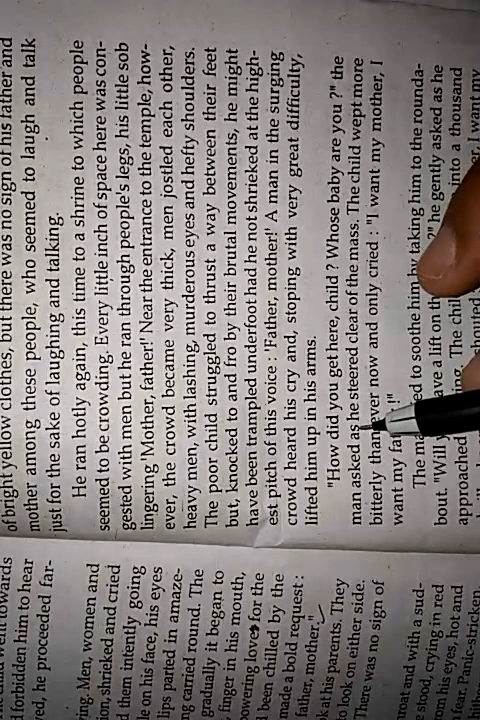 of bright yellow clothes, but there was no sign of his father and
mother among these people, who seemed to laugh and talk
just for the sake of laughing and talking.
He ran hotly again, this time to a shrine to which people
seemed to be crowding. Every little inch of space here was con-
gested with men but he ran through people's legs, his little sob
lingering 'Mother, father!' Near the entrance to the temple, how-
ever, the crowd became very thick, men jostled each other,
heavy men, with lashing, murderous eyes and hefty shoulders.
The poor child struggled to thrust a way between their feet
but, knocked to and fro by their brutal movements, he might
have been trampled underfoot had he not shrieked at the high-
est pitch of this voice : 'Father, mother!' A man in the surging
crowd heard his cry and, stoping with very great difficulty,
lifted him up in his arms.
"How did you get here, child ? Whose baby are you ?" the
man asked as he steered clear of the mass. The child wept more
bitterly than ever now and only cried : "I want my mother, I
want my
The to soothe him by taking him to the rounda-
bout. "Will ave a lift on he gently asked as he
approached The into a thousand
I want my
towards
forbidden him to hear
red, he proceeded far-
ing. Men, women and
ion, shrieked and cried
d them intently going
le on his face, his eyes
lips parted in amaze-
ng carried round. The
gradually it began to
finger in his mouth,
powering love for the
d been chilled by the
made a bold request :
father, mother."
k at his parents. They
o look on either side.
There was no sign of
roat and with a sud-
stood, crying in red
om his eyes, hot and
fear. Panic-stricken,